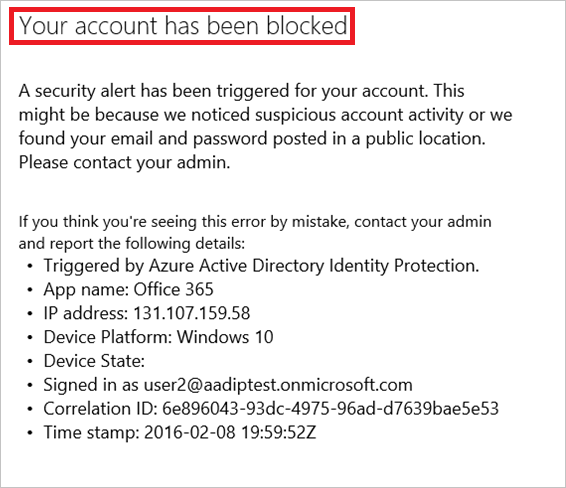 Your account has been blocked
A security alert has been triggered for your account. This
might be because we noticed suspicious account activity or we
found your email and password posted in a public location.
Please contact your admin.
If you think you're seeing this error by mistake, contact your admin
and report the following details:
• Triggered by Azure Active Directory Identity Protection.
• App name: Office 365
• IP address: 131.107.159.58
• Device Platform: Windows 10
• Device State:
• Signed in as user2@aadiptest.onmicrosoft.com
• Correlation ID: 6e896043-93dc-4975-96ad-d7639bae5e53
• Time stamp: 2016-02-08 19:59:52Z